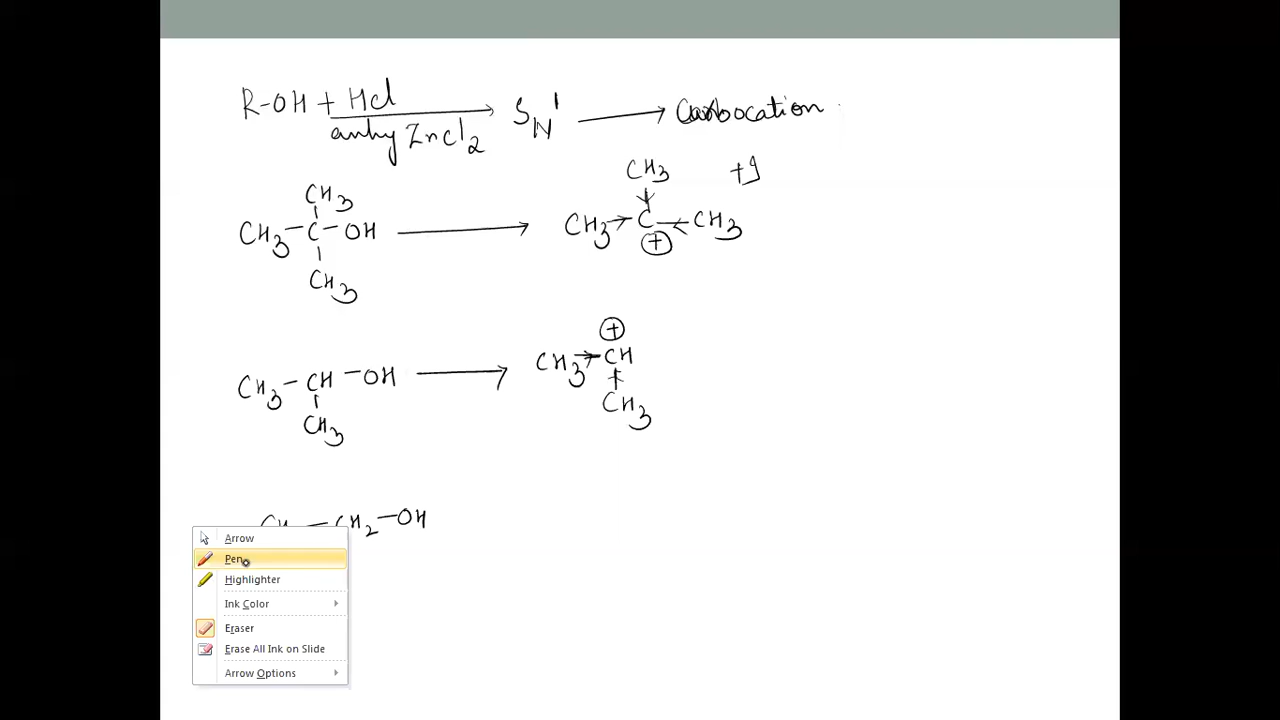 R-OH + HCl
anhy ZnCl2
SN1
Carbocation
CH3
CH3-C-OH
CH3
CH3
+I
CH3 C CH3
+
CH3-CH-OH
CH3
+
CH3 CH
CH3
CH2-OH
Arrow
Pen
Highlighter
Ink Color
Eraser
Erase All Ink on Slide
Arrow Options